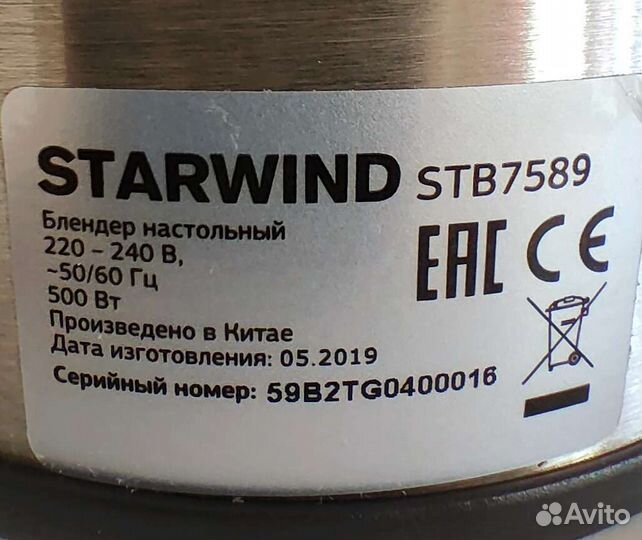 STARWIND STB7589
Блендер настольный
220 – 240 В,
~50/60 Гц
500 Вт
Произведено в Китае
Дата изготовления: 05.2019
Серийный номер: 59B2TG0400016
EAC CE
Avito